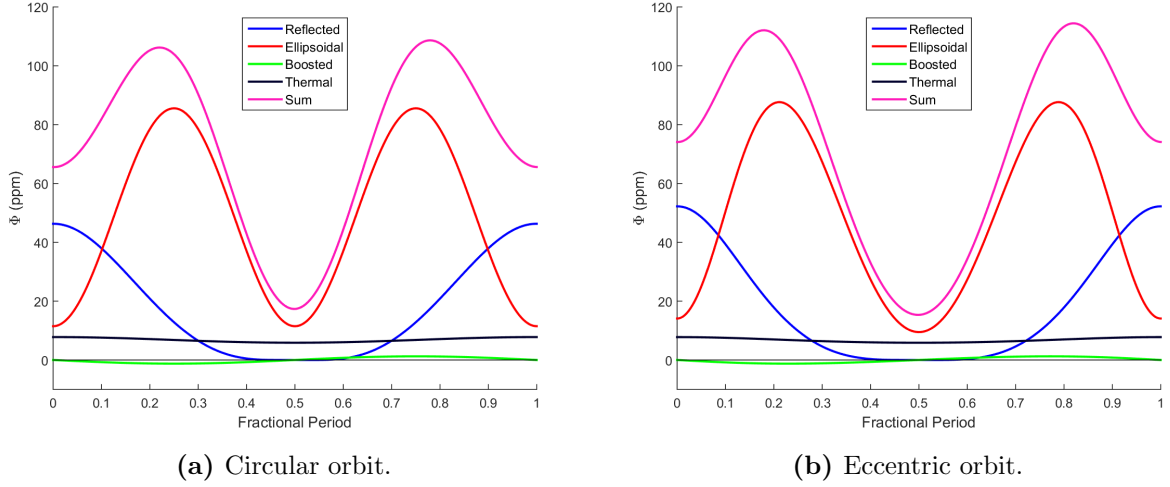 120
100
80
60
40
20
0
Φ (ppm)
Reflected
Ellipsoidal
Boosted
Thermal
Sum
0 0.1 0.2 0.3 0.4 0.5 0.6 0.7 0.8 0.9 1
Fractional Period
(a) Circular orbit.
120
100
80
60
40
20
0
Φ (ppm)
Reflected
Ellipsoidal
Boosted
Thermal
Sum
0 0.1 0.2 0.3 0.4 0.5 0.6 0.7 0.8 0.9 1
Fractional Period
(b) Eccentric orbit.